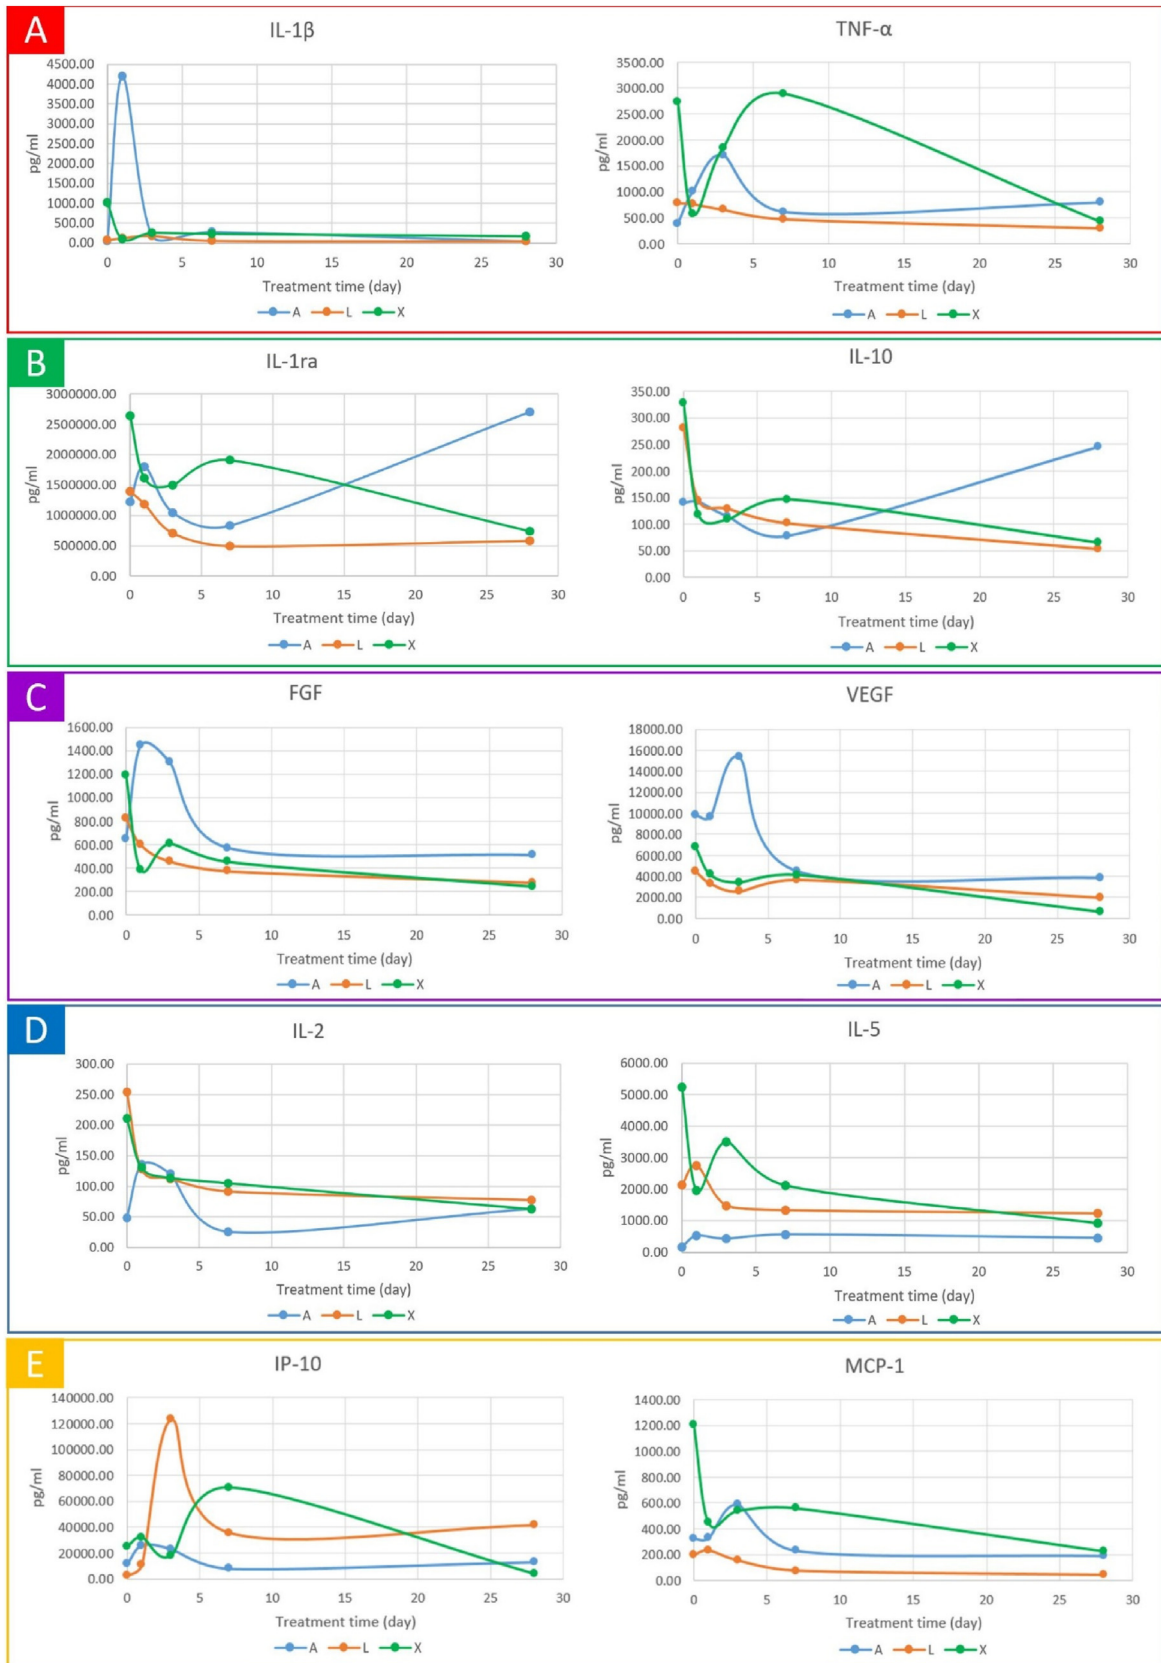 A
IL-1β
TNF-α
4500.00
4000.00
3500.00
3000.00
2500.00
2000.00
1500.00
1000.00
500.00
0.00
pg/ml
0 5 10 15 20 25 30
Treatment time (day)
A L X
3500.00
3000.00
2500.00
2000.00
1500.00
1000.00
500.00
0.00
pg/ml
0 5 10 15 20 25 30
Treatment time (day)
A L X
B
IL-1ra
IL-10
3000000.00
2500000.00
2000000.00
1500000.00
1000000.00
500000.00
0.00
pg/ml
0 5 10 15 20 25 30
Treatment time (day)
A L X
350.00
300.00
250.00
200.00
150.00
100.00
50.00
0.00
pg/ml
0 5 10 15 20 25 30
Treatment time (day)
A L X
C
FGF
VEGF
1600.00
1400.00
1200.00
1000.00
800.00
600.00
400.00
200.00
0.00
pg/ml
0 5 10 15 20 25 30
Treatment time (day)
A L X
18000.00
16000.00
14000.00
12000.00
10000.00
8000.00
6000.00
4000.00
2000.00
0.00
pg/ml
0 5 10 15 20 25 30
Treatment time (day)
A L X
D
IL-2
IL-5
300.00
250.00
200.00
150.00
100.00
50.00
0.00
pg/ml
0 5 10 15 20 25 30
Treatment time (day)
A L X
6000.00
5000.00
4000.00
3000.00
2000.00
1000.00
0.00
pg/ml
0 5 10 15 20 25 30
Treatment time (day)
A L X
E
IP-10
MCP-1
140000.00
120000.00
100000.00
80000.00
60000.00
40000.00
20000.00
0.00
pg/ml
0 5 10 15 20 25 30
Treatment time (day)
A L X
1400.00
1200.00
1000.00
800.00
600.00
400.00
200.00
0.00
pg/ml
0 5 10 15 20 25 30
Treatment time (day)
A L X